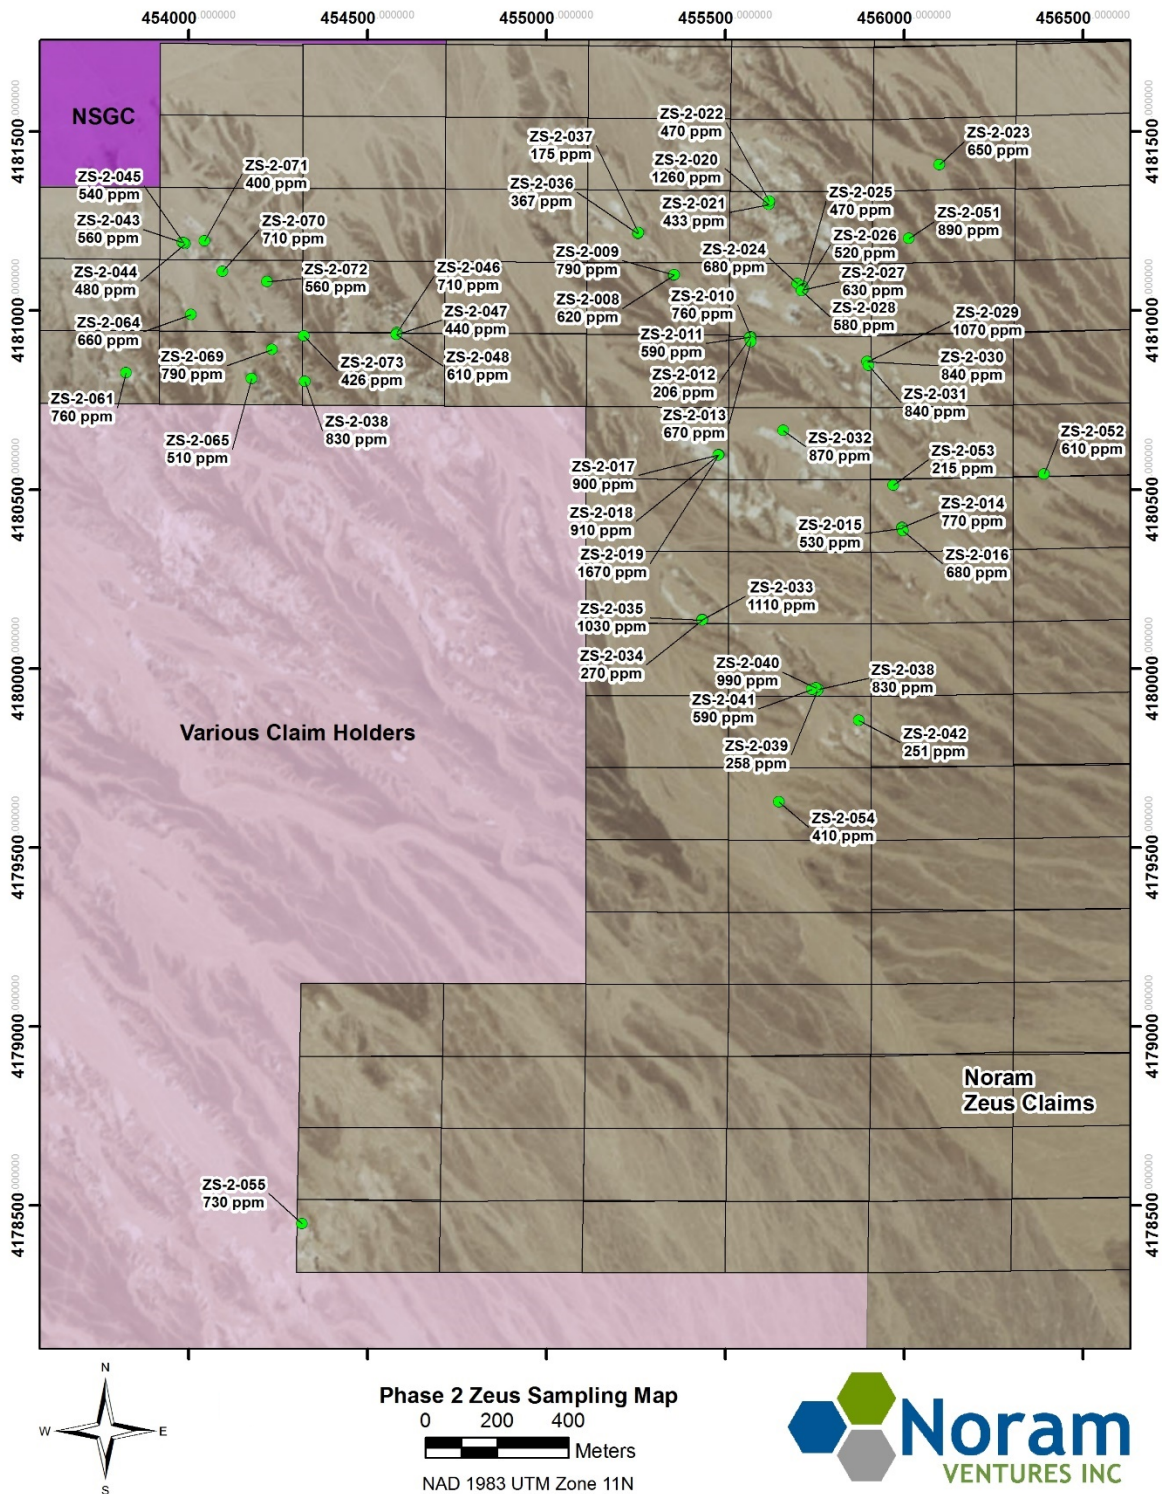 454000.000000
454500.000000
455000.000000
455500.000000
456000.000000
456500.000000
4181500.000000
4181000.000000
4180500.000000
4180000.000000
4179500.000000
4179000.000000
4178500.000000
4181500.000000
4181000.000000
4180500.000000
4180000.000000
4179500.000000
4179000.000000
4178500.000000
NSGC
ZS-2-045
540 ppm
ZS-2-071
400 ppm
ZS-2-043
560 ppm
ZS-2-070
710 ppm
ZS-2-044
480 ppm
ZS-2-072
560 ppm
ZS-2-046
710 ppm
ZS-2-064
660 ppm
ZS-2-047
440 ppm
ZS-2-069
790 ppm
ZS-2-073
426 ppm
ZS-2-048
610 ppm
ZS-2-061
760 ppm
ZS-2-065
510 ppm
ZS-2-038
830 ppm
ZS-2-037
175 ppm
ZS-2-036
367 ppm
ZS-2-022
470 ppm
ZS-2-020
1260 ppm
ZS-2-021
433 ppm
ZS-2-023
650 ppm
ZS-2-025
470 ppm
ZS-2-051
890 ppm
ZS-2-009
790 ppm
ZS-2-024
680 ppm
ZS-2-026
520 ppm
ZS-2-008
620 ppm
ZS-2-010
760 ppm
ZS-2-027
630 ppm
ZS-2-028
580 ppm
ZS-2-029
1070 ppm
ZS-2-011
590 ppm
ZS-2-030
840 ppm
ZS-2-012
206 ppm
ZS-2-031
840 ppm
ZS-2-013
670 ppm
ZS-2-032
870 ppm
ZS-2-052
610 ppm
ZS-2-053
215 ppm
ZS-2-017
900 ppm
ZS-2-018
910 ppm
ZS-2-014
770 ppm
ZS-2-015
530 ppm
ZS-2-019
1670 ppm
ZS-2-016
680 ppm
ZS-2-033
1110 ppm
ZS-2-035
1030 ppm
ZS-2-034
270 ppm
ZS-2-040
990 ppm
ZS-2-038
830 ppm
ZS-2-041
590 ppm
ZS-2-039
258 ppm
ZS-2-042
251 ppm
ZS-2-054
410 ppm
Various Claim Holders
Noram
Zeus Claims
ZS-2-055
730 ppm
N
W
E
S
Phase 2 Zeus Sampling Map
0 200 400
Meters
NAD 1983 UTM Zone 11N
Noram
VENTURES INC